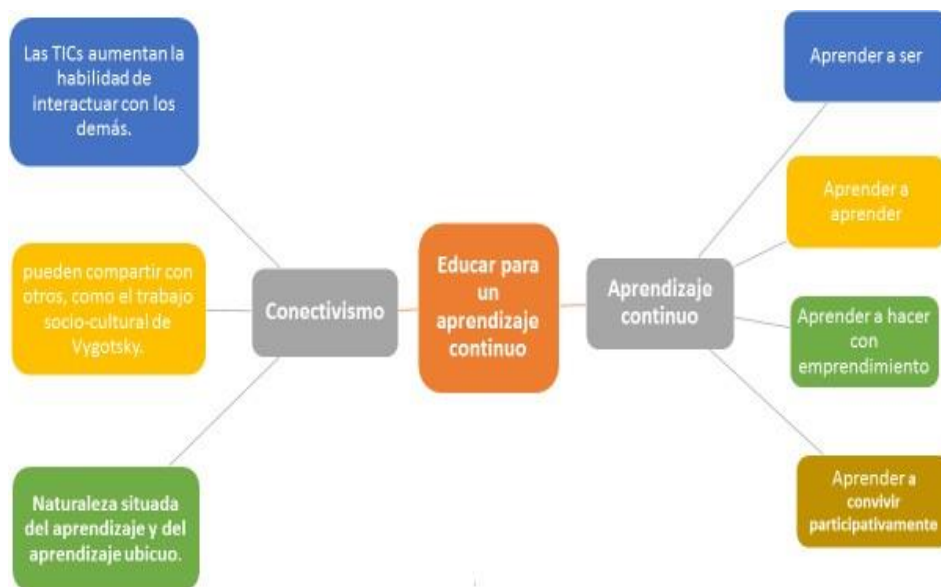 Las TICs aumentan la
habilidad de
interactuar con los
demás.
pueden compartir con
otros, como el trabajo
socio-cultural de
Vygotsky.
Naturaleza situada
del aprendizaje y del
aprendizaje ubicuo.
Conectivismo
Educar para
un
aprendizaje
continuo
Aprendizaje
continuo
Aprender a ser
Aprender a
aprender
Aprender a hacer
con
emprendimiento
Aprender a
convivir
participativamente